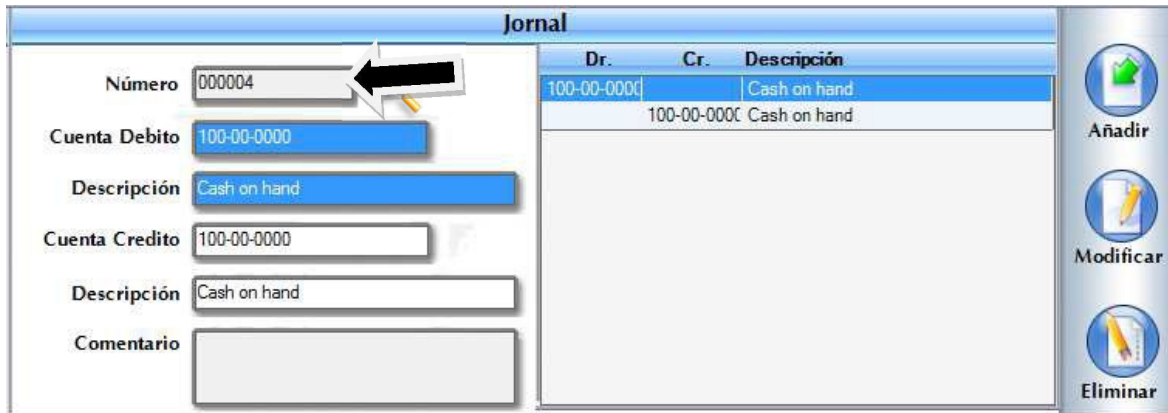 Jornal
Número 000004
Cuenta Debito 100-00-0000
Descripción Cash on hand
Cuenta Credito 100-00-0000
Descripción Cash on hand
Comentario
Dr. Cr. Descripción
100-00-000( Cash on hand
100-00-000( Cash on hand
Añadir
Modificar
Eliminar